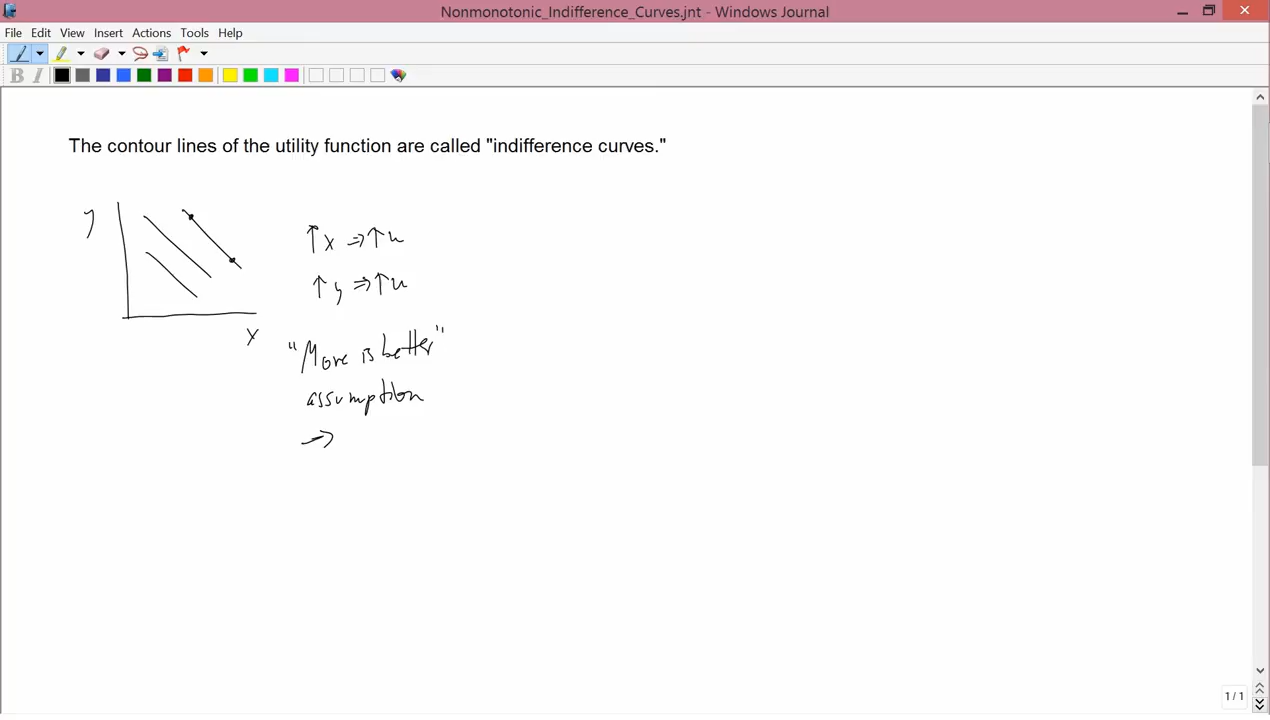 Nonmonotonic_Indifference_Curves.jnt - Windows Journal
File Edit View Insert Actions Tools Help
B I
The contour lines of the utility function are called "indifference curves."
y
↑x ⇒ ↑u
↑y ⇒ ↑u
x
"More is better"
assumption
→
1 / 1